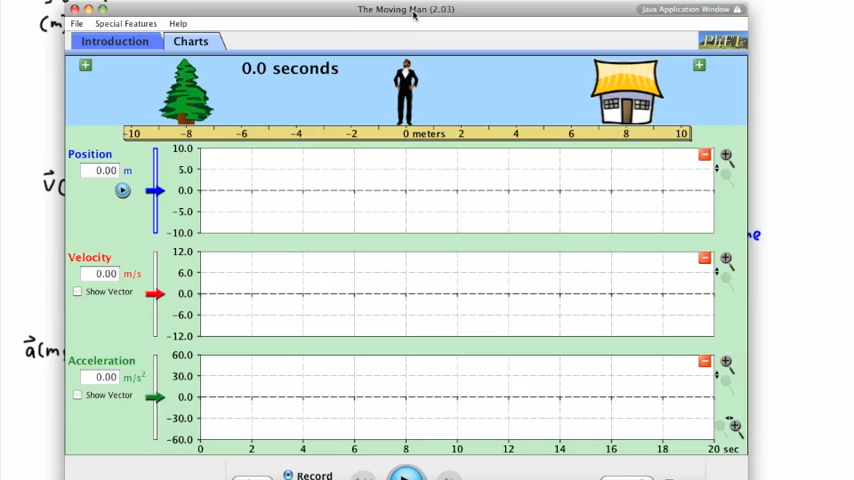 The Moving Man (2.03)
Java Application Window
File Special Features Help
(m
Introduction Charts
PhET
0.0 seconds
-10 -8 -6 -4 -2 0 meters 2 4 6 8 10
Position
0.00 m
10.0
5.0
0.0
-5.0
-10.0
v(
me
Velocity
0.00 m/s
Show Vector
12.0
6.0
0.0
-6.0
-12.0
a(m
Acceleration
0.00 m/s²
Show Vector
60.0
30.0
0.0
-30.0
-60.0
0 2 4 6 8 10 12 14 16 18 20 sec
Record